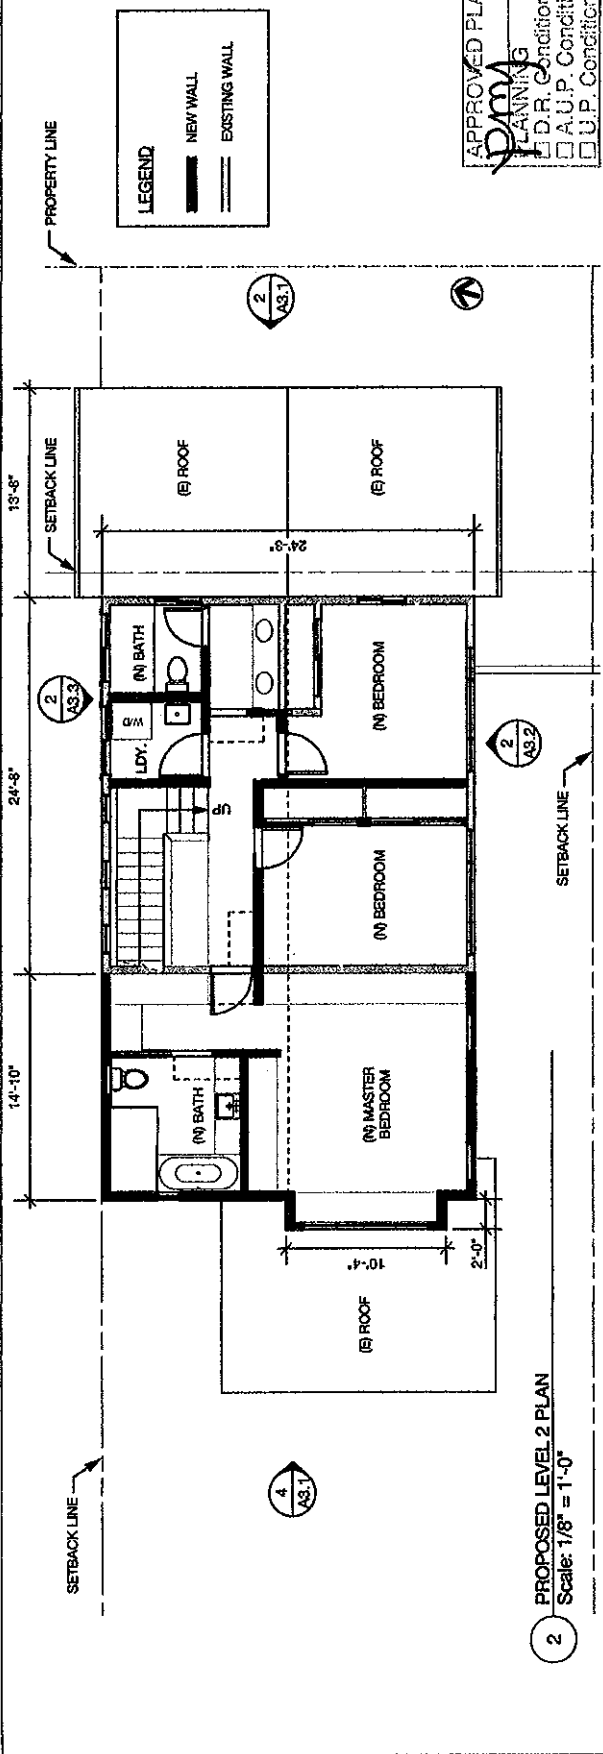 SETBACK LINE
14'-10"
24'-8"
13'-8"
SETBACK LINE
PROPERTY LINE
LEGEND
NEW WALL
EXISTING WALL
2
A3.3
(N) BATH
UP
LDY.
W/D
(N) BATH
(E) ROOF
24'-3"
2
A3.1
4
A3.1
(E) ROOF
10'-4"
2'-0"
(N) MASTER
BEDROOM
(N) BEDROOM
(N) BEDROOM
(E) ROOF
2
A3.2
SETBACK LINE
2
PROPOSED LEVEL 2 PLAN
Scale: 1/8" = 1'-0"
APPROVED PLA
PLANNING
D.R. Condition
A.U.P. Conditi
U.P. Condition